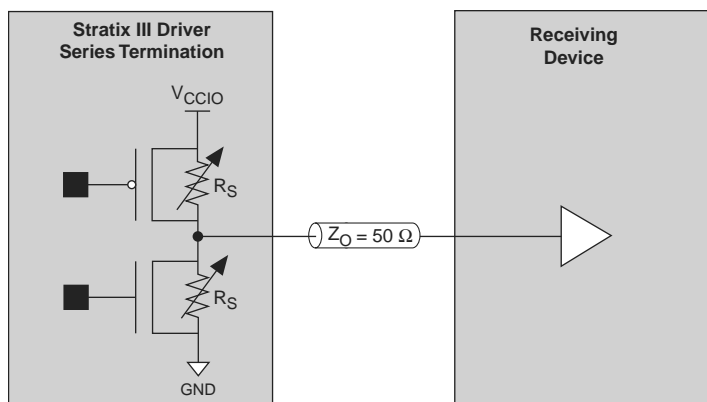 Stratix III Driver
Series Termination
Receiving
Device
VCCIO
RS
ZO = 50 Ω
RS
GND